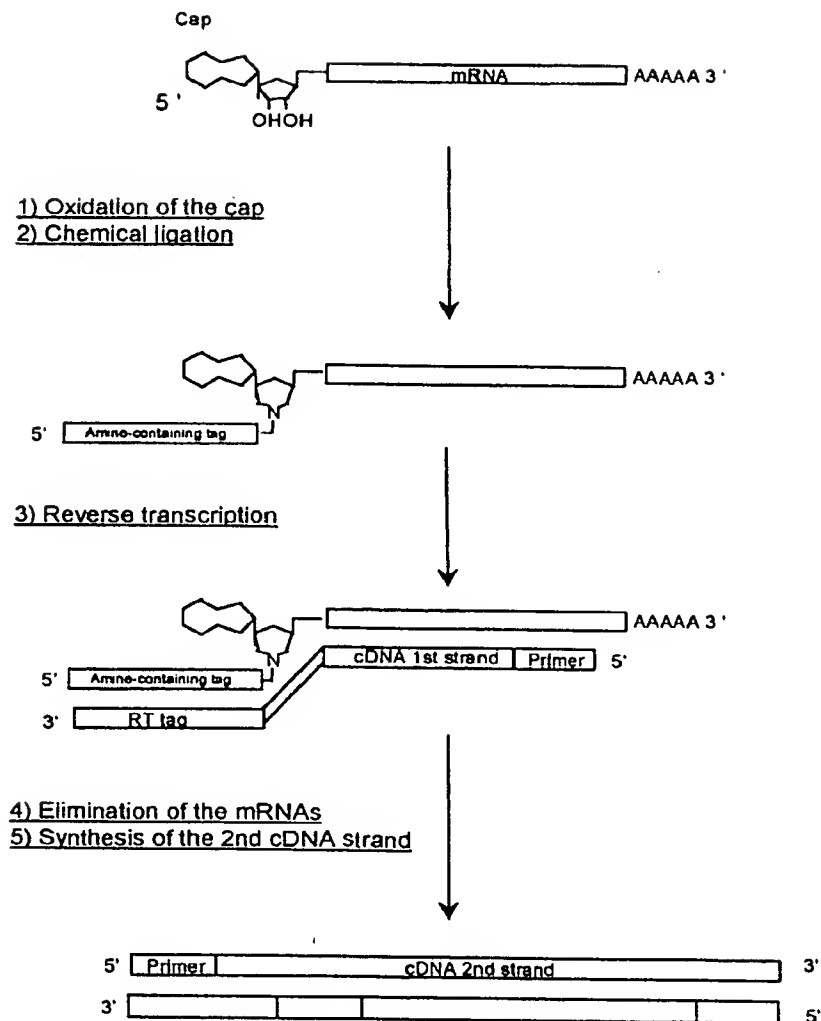 Cap
mRNA AAAAA 3 '
5 '
OHOH
1) Oxidation of the cap
2) Chemical ligation
AAAAA 3 '
N
5' Amine-containing tag
3) Reverse transcription
AAAAA 3 '
N
cDNA 1st strand Primer 5'
5' Amine-containing tag
3' RT tag
4) Elimination of the mRNAs
5) Synthesis of the 2nd cDNA strand
5' Primer cDNA 2nd strand 3'
3' 5'